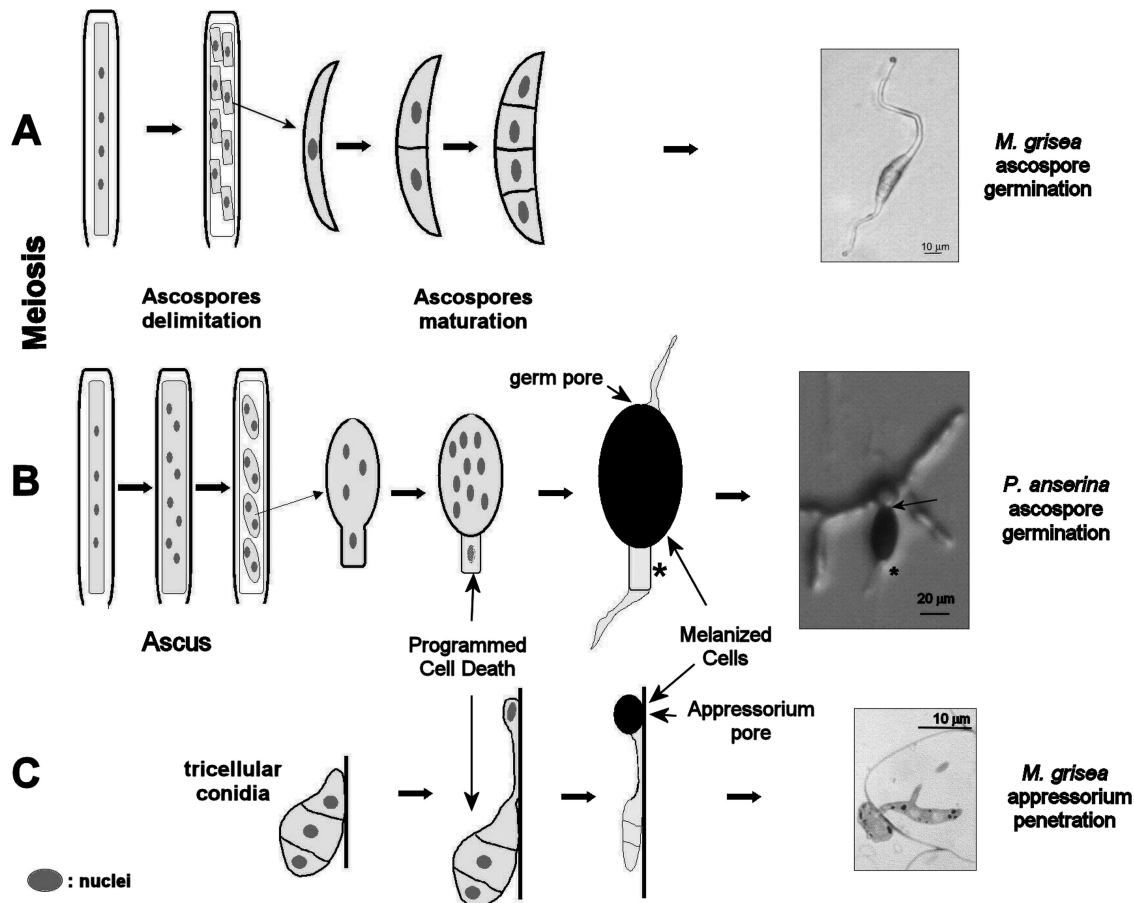 A
Meiosis
Ascospores
delimitation
Ascospores
maturation
10 μm
M. grisea
ascospore
germination
B
germ pore
*
*
20 μm
P. anserina
ascospore
germination
Ascus
Programmed
Cell Death
Melanized
Cells
Appressorium
pore
C
tricellular
conidia
10 μm
M. grisea
appressorium
penetration
: nuclei